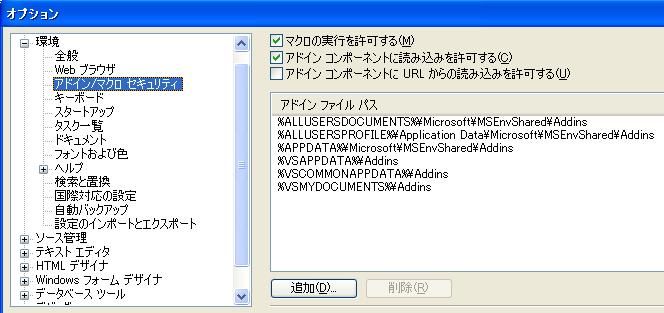 オプション
環境
全般
Web ブラウザ
アドイン/マクロ セキュリティ
キーボード
スタートアップ
タスク一覧
ドキュメント
フォントおよび色
ヘルプ
検索と置換
国際対応の設定
自動バックアップ
設定のインポートとエクスポート
ソース管理
テキスト エディタ
HTML デザイナ
Windows フォーム デザイナ
データベース ツール
マクロの実行を許可する(M)
アドイン コンポーネントに読み込みを許可する(C)
アドイン コンポーネントに URL からの読み込みを許可する(U)
アドイン ファイル パス
%ALLUSERSDOCUMENTS%¥Microsoft¥MSEnvShared¥Addins
%ALLUSERSPROFILE%¥Application Data¥Microsoft¥MSEnvShared¥Addins
%APPDATA%¥Microsoft¥MSEnvShared¥Addins
%VSAPPDATA%¥Addins
%VSCOMMONAPPDATA%¥Addins
%VSMYDOCUMENTS%¥Addins
追加(D)...
削除(R)